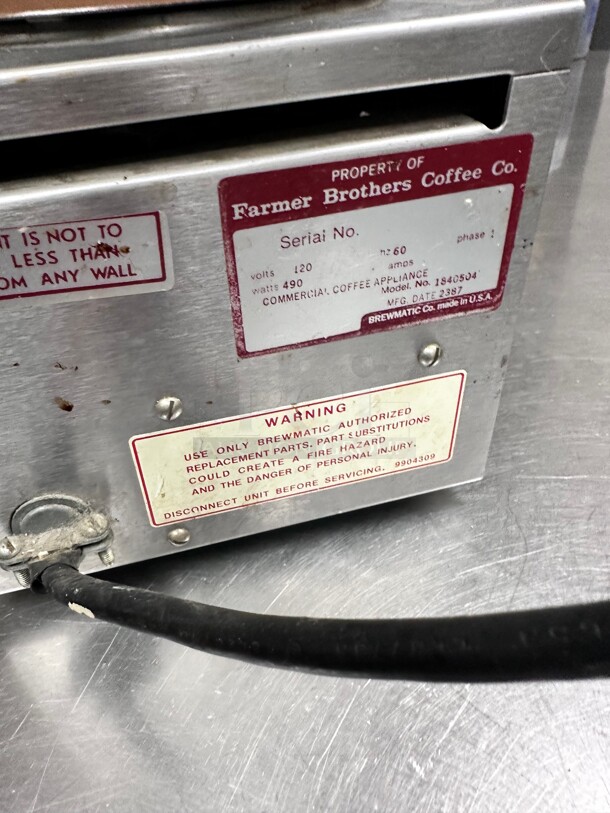 PROPERTY OF
Farmer Brothers Coffee Co.
Serial No.
volts 120 hz 60 phase 1
watts 490 amps
COMMERCIAL COFFEE APPLIANCE
Model. No. 1840504
MFG. DATE 2387
BREWMATIC Co. made in U.S.A.
IS NOT TO
LESS THAN
ANY WALL
WARNING
USE ONLY BREWMATIC AUTHORIZED
REPLACEMENT PARTS. PART SUBSTITUTIONS
COULD CREATE A FIRE HAZARD
AND THE DANGER OF PERSONAL INJURY.
DISCONNECT UNIT BEFORE SERVICING. 9904309